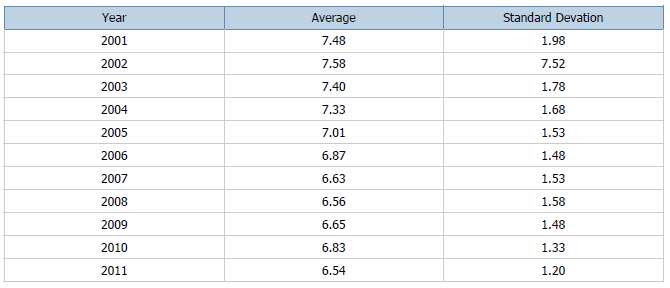 Year Average Standard Devation
2001 7.48 1.98
2002 7.58 7.52
2003 7.40 1.78
2004 7.33 1.68
2005 7.01 1.53
2006 6.87 1.48
2007 6.63 1.53
2008 6.56 1.58
2009 6.65 1.48
2010 6.83 1.33
2011 6.54 1.20